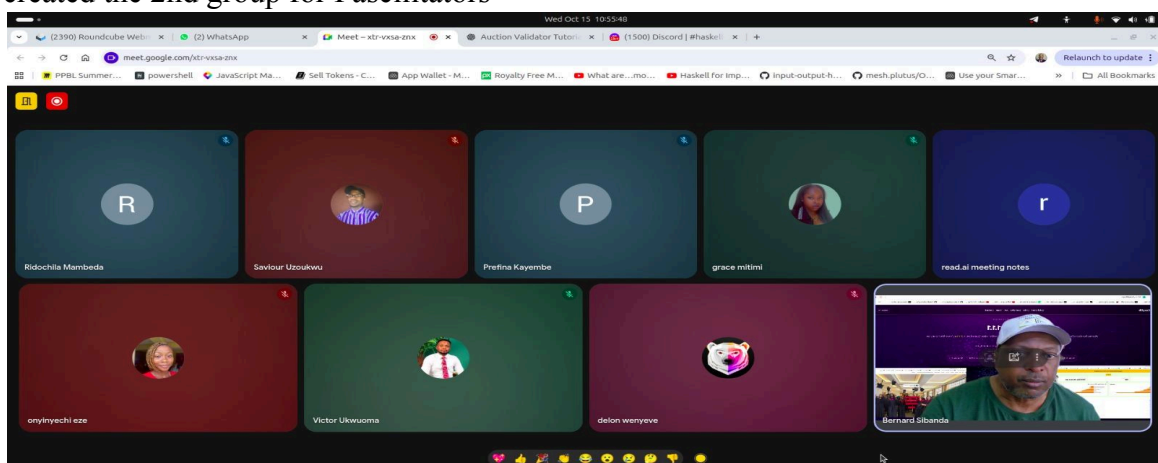 created the 2nd group for Fasciliators
Wed Oct 15 10:55:48
(2390) Roundcube Webm
(2) WhatsApp
Meet – xtr-vxsa-znx
Auction Validator Tutoria
(1500) Discord | #haskell
meet.google.com/xtr-vxsa-znx
Relaunch to update
PPBL Summer...
powershell
JavaScript Ma...
Sell Tokens - C...
App Wallet - M...
Royalty Free M...
What are...mo...
Haskell for Imp...
input-output-h...
mesh.plutus/O...
Use your Smar...
All Bookmarks
R
P
r
Ridochila Mambeda
Saviour Uzoukwu
Prefina Kayembe
grace mitimi
read.ai meeting notes
onyinyechi eze
Victor Ukwuoma
delon wenyeve
Bernard Sibanda